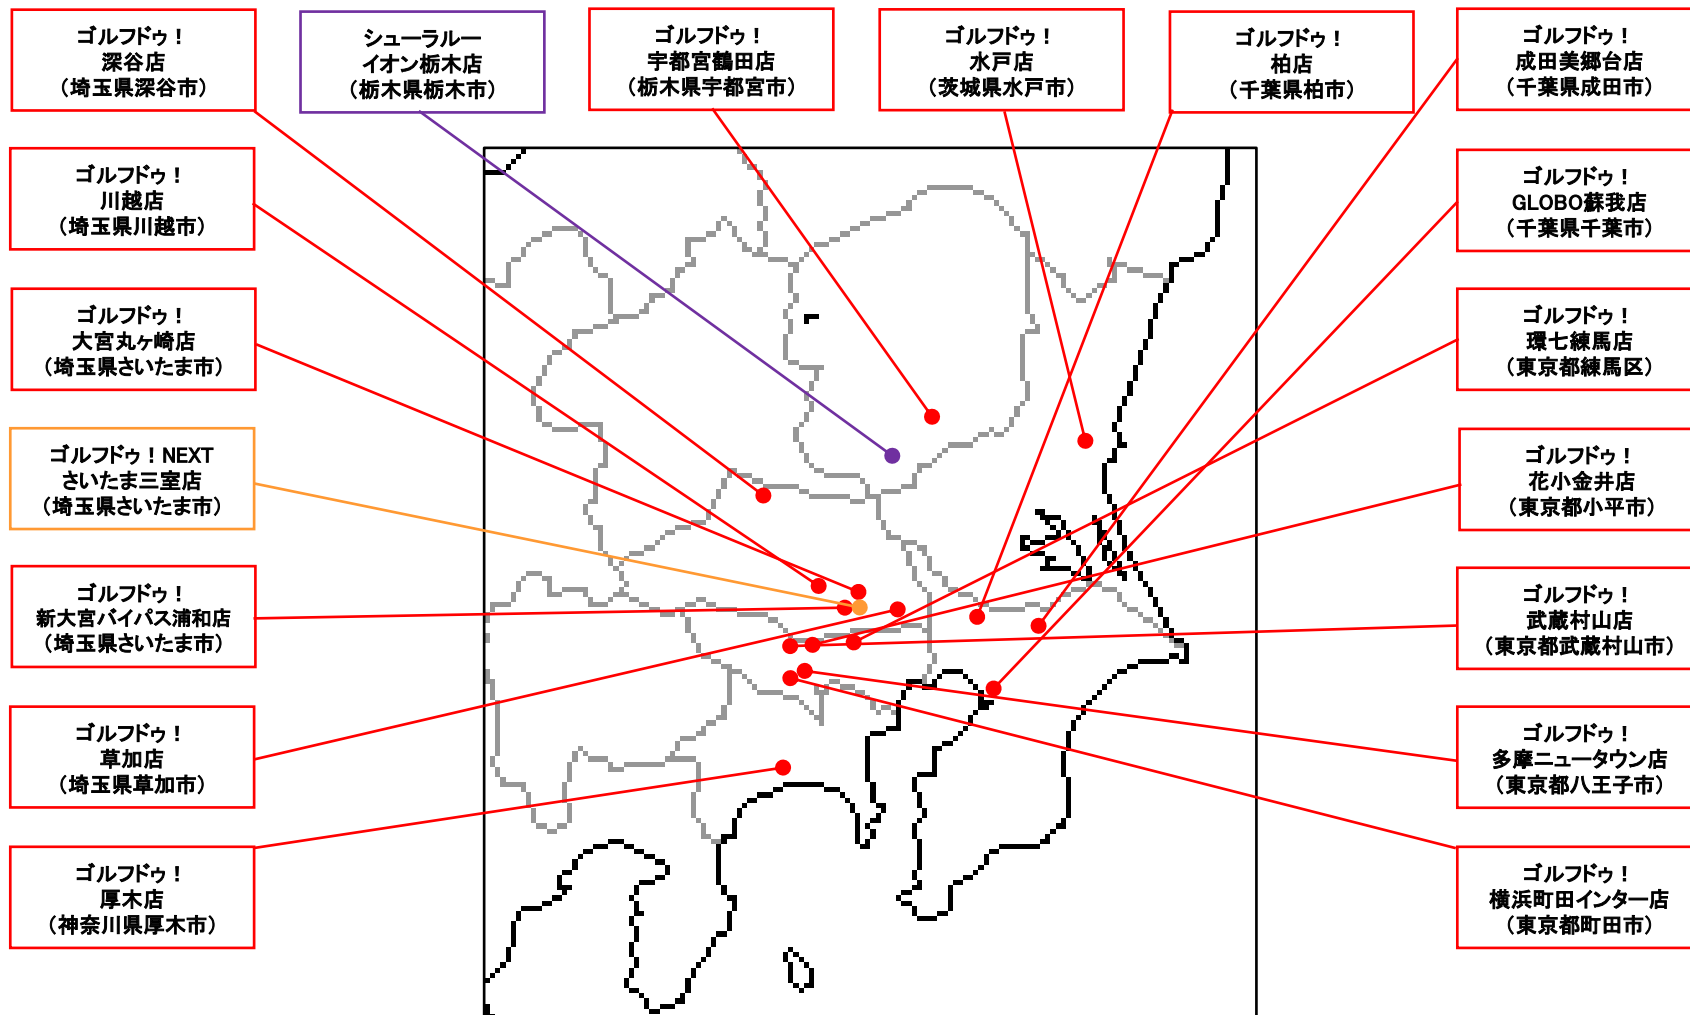 ゴルフドゥ！
深谷店
（埼玉県深谷市）
シューラルー
イオン栃木店
（栃木県栃木市）
ゴルフドゥ！
宇都宮鶴田店
（栃木県宇都宮市）
ゴルフドゥ！
水戸店
（茨城県水戸市）
ゴルフドゥ！
柏店
（千葉県柏市）
ゴルフドゥ！
成田美郷台店
（千葉県成田市）
ゴルフドゥ！
川越店
（埼玉県川越市）
ゴルフドゥ！
大宮丸ヶ崎店
（埼玉県さいたま市）
ゴルフドゥ！NEXT
さいたま三室店
（埼玉県さいたま市）
ゴルフドゥ！
新大宮バイパス浦和店
（埼玉県さいたま市）
ゴルフドゥ！
草加店
（埼玉県草加市）
ゴルフドゥ！
厚木店
（神奈川県厚木市）
ゴルフドゥ！
GLOBO蘇我店
（千葉県千葉市）
ゴルフドゥ！
環七練馬店
（東京都練馬区）
ゴルフドゥ！
花小金井店
（東京都小平市）
ゴルフドゥ！
武蔵村山店
（東京都武蔵村山市）
ゴルフドゥ！
多摩ニュータウン店
（東京都八王子市）
ゴルフドゥ！
横浜町田インター店
（東京都町田市）